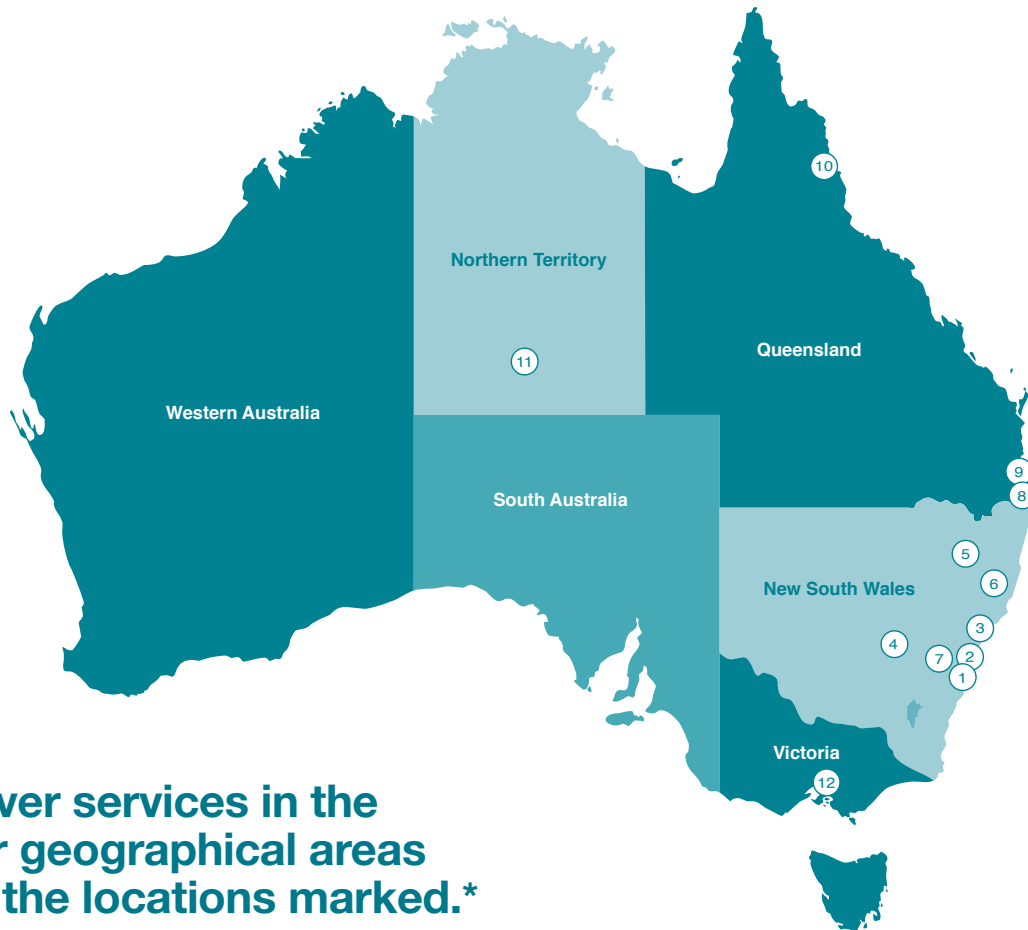 10
Northern Territory
Queensland
11
Western Australia
9
South Australia
8
5
New South Wales
6
3
4
7
2
1
Victoria
12
ver services in the
r geographical areas
the locations marked.*